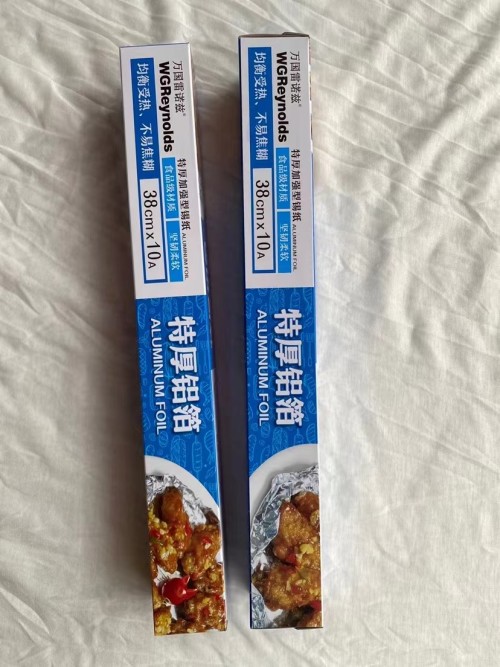 万国雷诺兹®
WGReynolds
均衡受热、不易焦糊
特厚加强型锡纸 ALUMINUM FOIL
食品级材质 坚韧柔软
38cm×10A
特厚铝箔
ALUMINUM FOIL
万国雷诺兹®
WGReynolds
均衡受热、不易焦糊
特厚加强型锡纸 ALUMINUM FOIL
食品级材质 坚韧柔软
38cm×10A
特厚铝箔
ALUMINUM FOIL